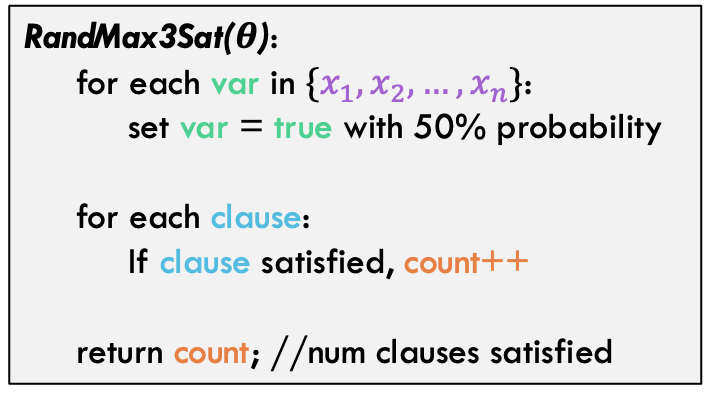 RandMax3Sat(θ):
for each var in {x₁, x₂, ... , xₙ}:
set var = true with 50% probability
for each clause:
If clause satisfied, count++
return count; //num clauses satisfied